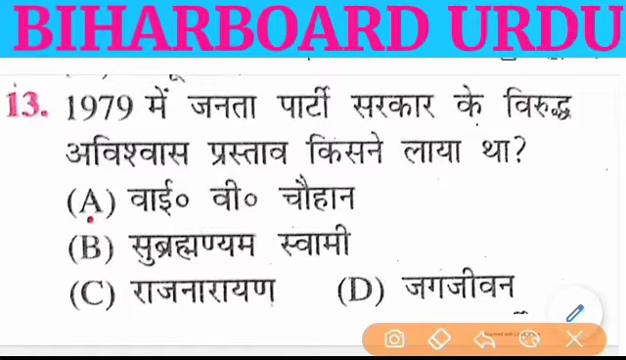 BIHARBOARD URDU
13. 1979 में जनता पार्टी सरकार के विरुद्ध
अविश्वास प्रस्ताव किसने लाया था?
(A) वाई० वी० चौहान
(B) सुब्रह्मण्यम स्वामी
(C) राजनारायण (D) जगजीवन